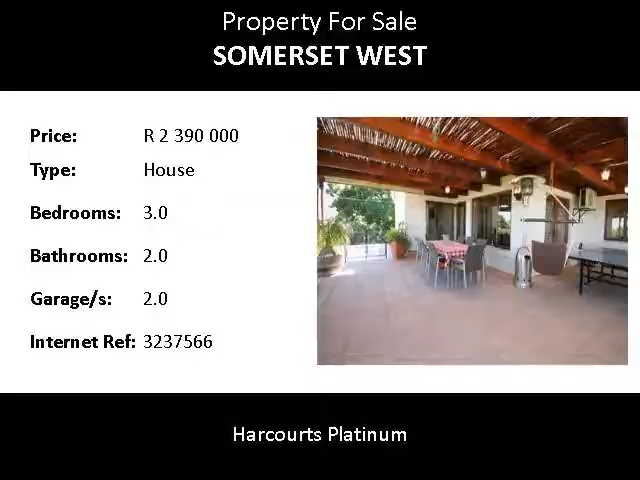 Property For Sale
SOMERSET WEST
Price: R 2 390 000
Type: House
Bedrooms: 3.0
Bathrooms: 2.0
Garage/s: 2.0
Internet Ref: 3237566
Harcourts Platinum